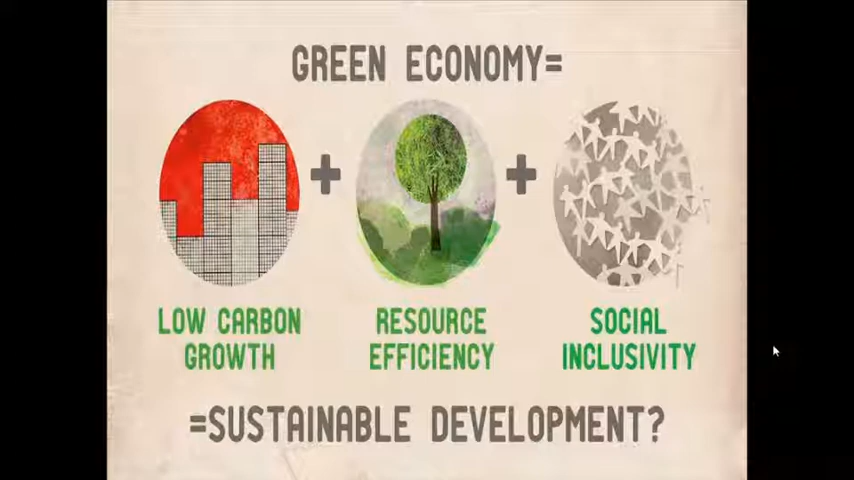 GREEN ECONOMY=
+ +
LOW CARBON
GROWTH
RESOURCE
EFFICIENCY
SOCIAL
INCLUSIVITY
=SUSTAINABLE DEVELOPMENT?